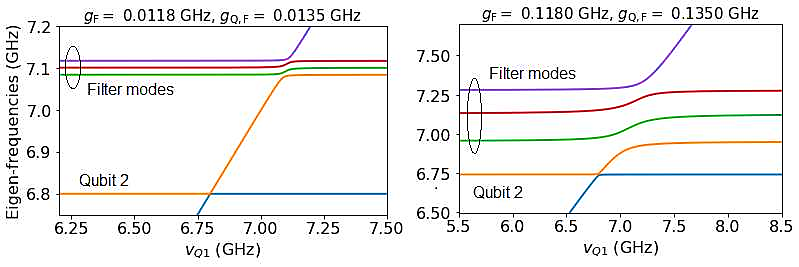 g_F = 0.0118 GHz, g_Q,F = 0.0135 GHz
Eigen-frequencies (GHz)
7.2
7.1
7.0
6.9
6.8
Filter modes
Qubit 2
6.25 6.50 6.75 7.00 7.25 7.50
ν_Q1 (GHz)
g_F = 0.1180 GHz, g_Q,F = 0.1350 GHz
7.50
7.25
7.00
6.75
6.50
Filter modes
Qubit 2
5.5 6.0 6.5 7.0 7.5 8.0 8.5
ν_Q1 (GHz)